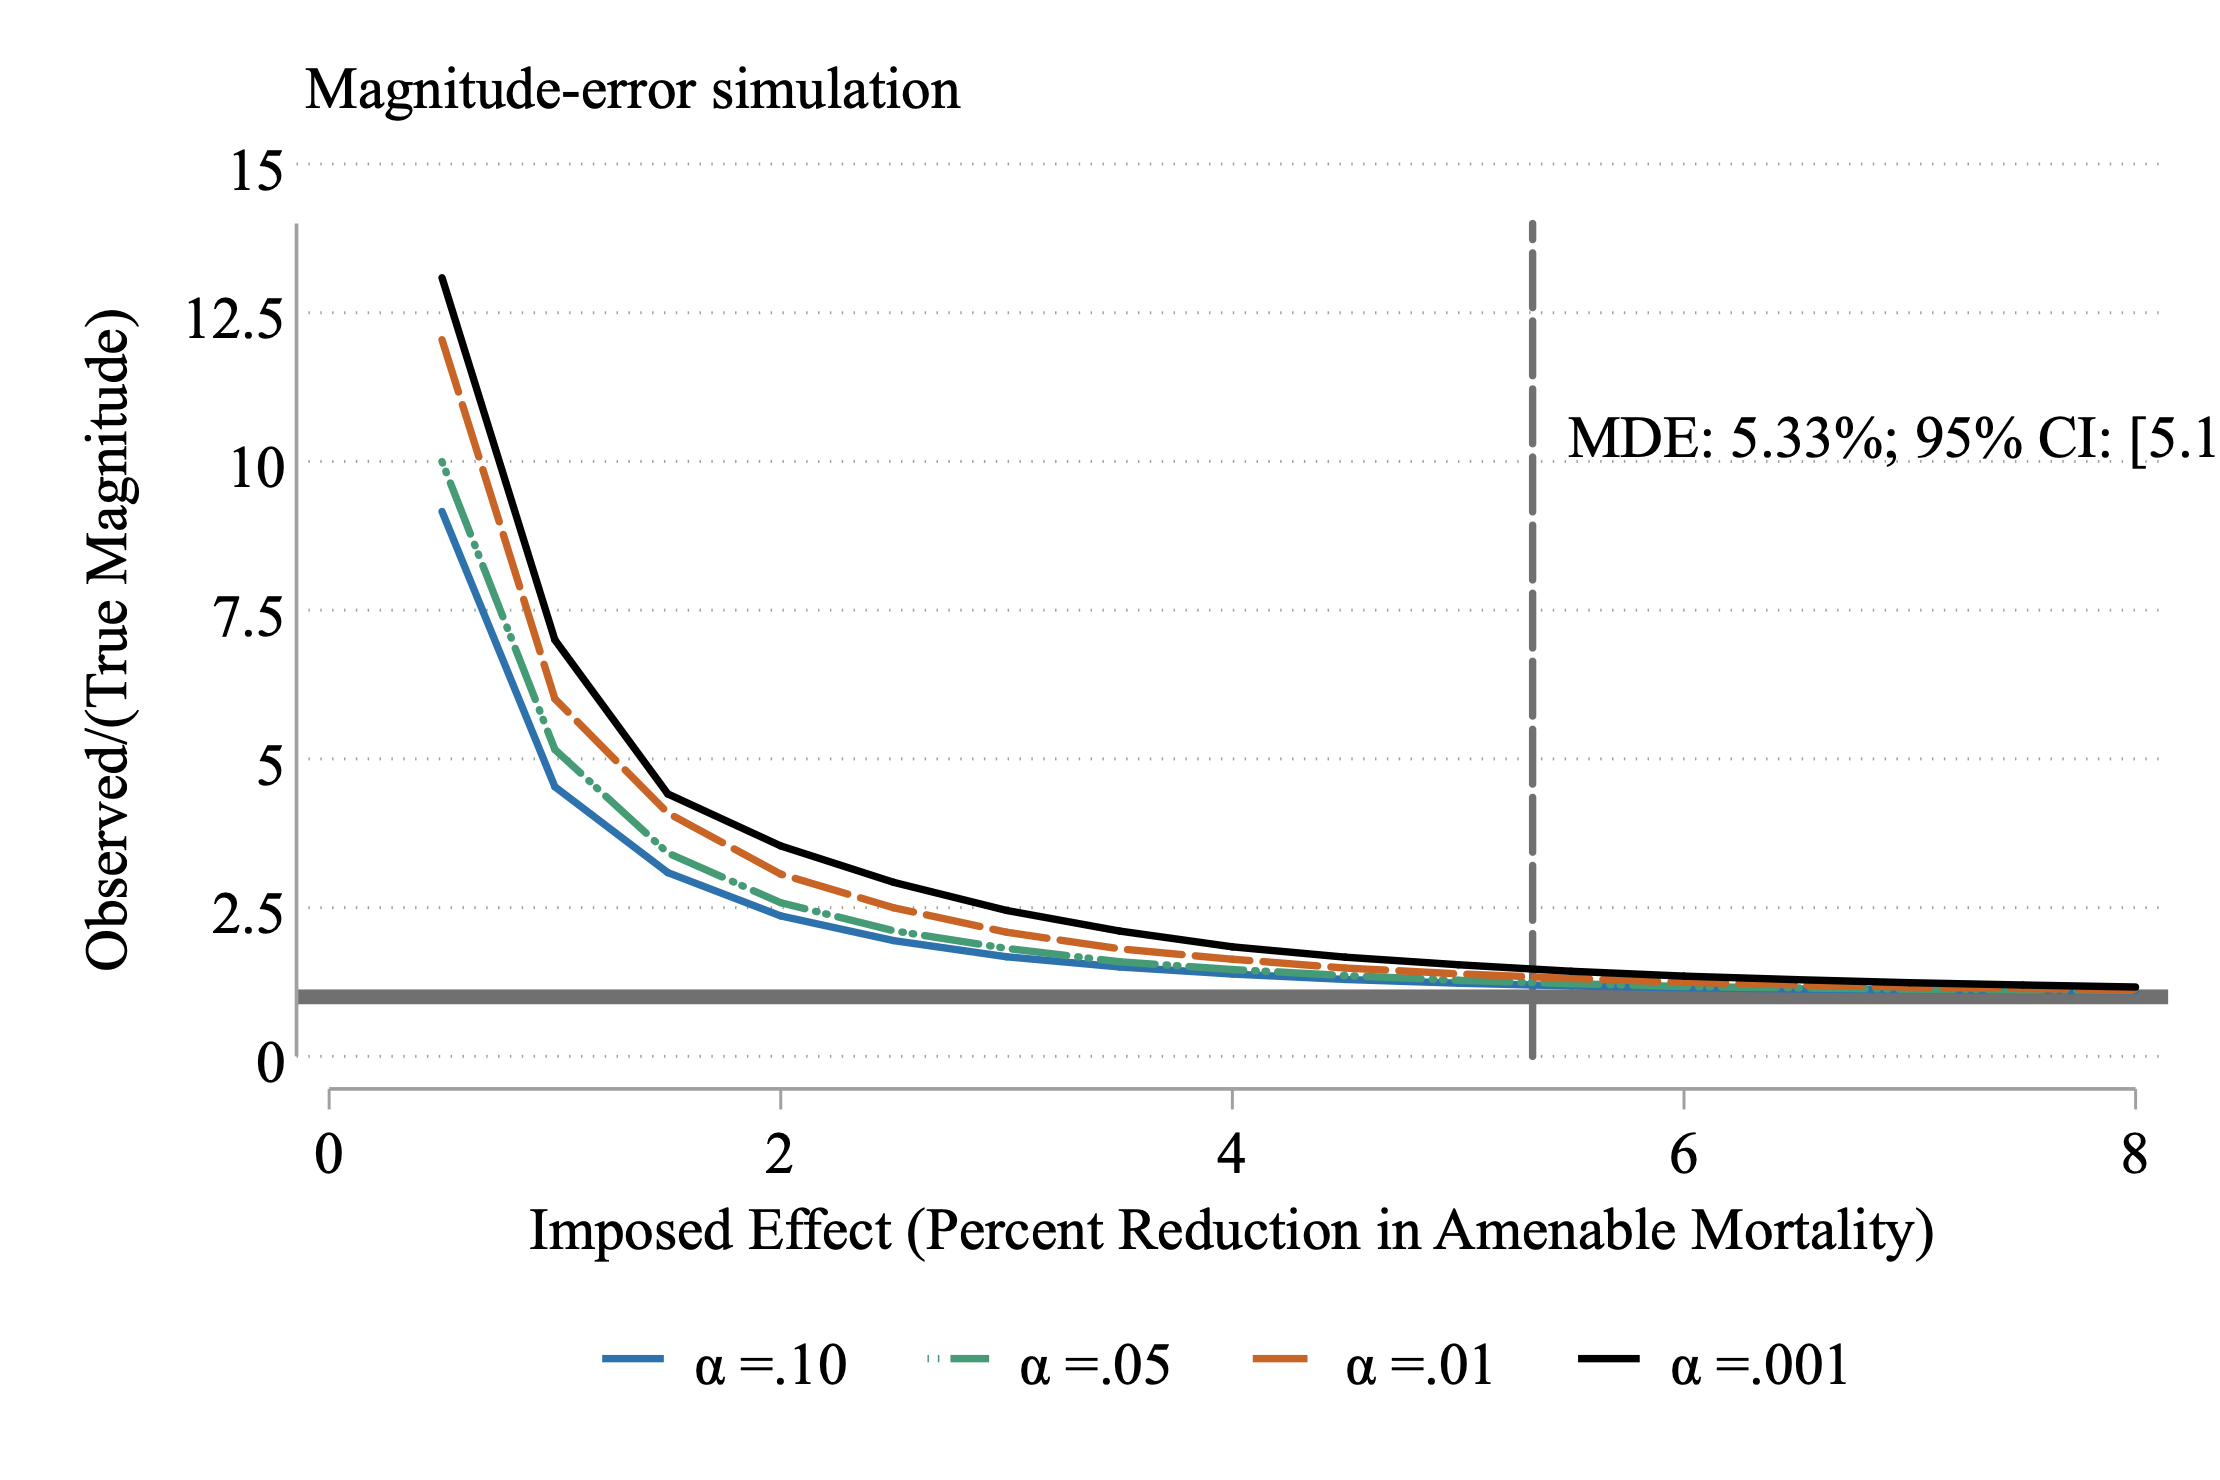 Magnitude-error simulation
15
12.5
10
7.5
5
2.5
0
Observed/(True Magnitude)
MDE: 5.33%; 95% CI: [5.1
0 2 4 6 8
Imposed Effect (Percent Reduction in Amenable Mortality)
α =.10 α =.05 α =.01 α =.001